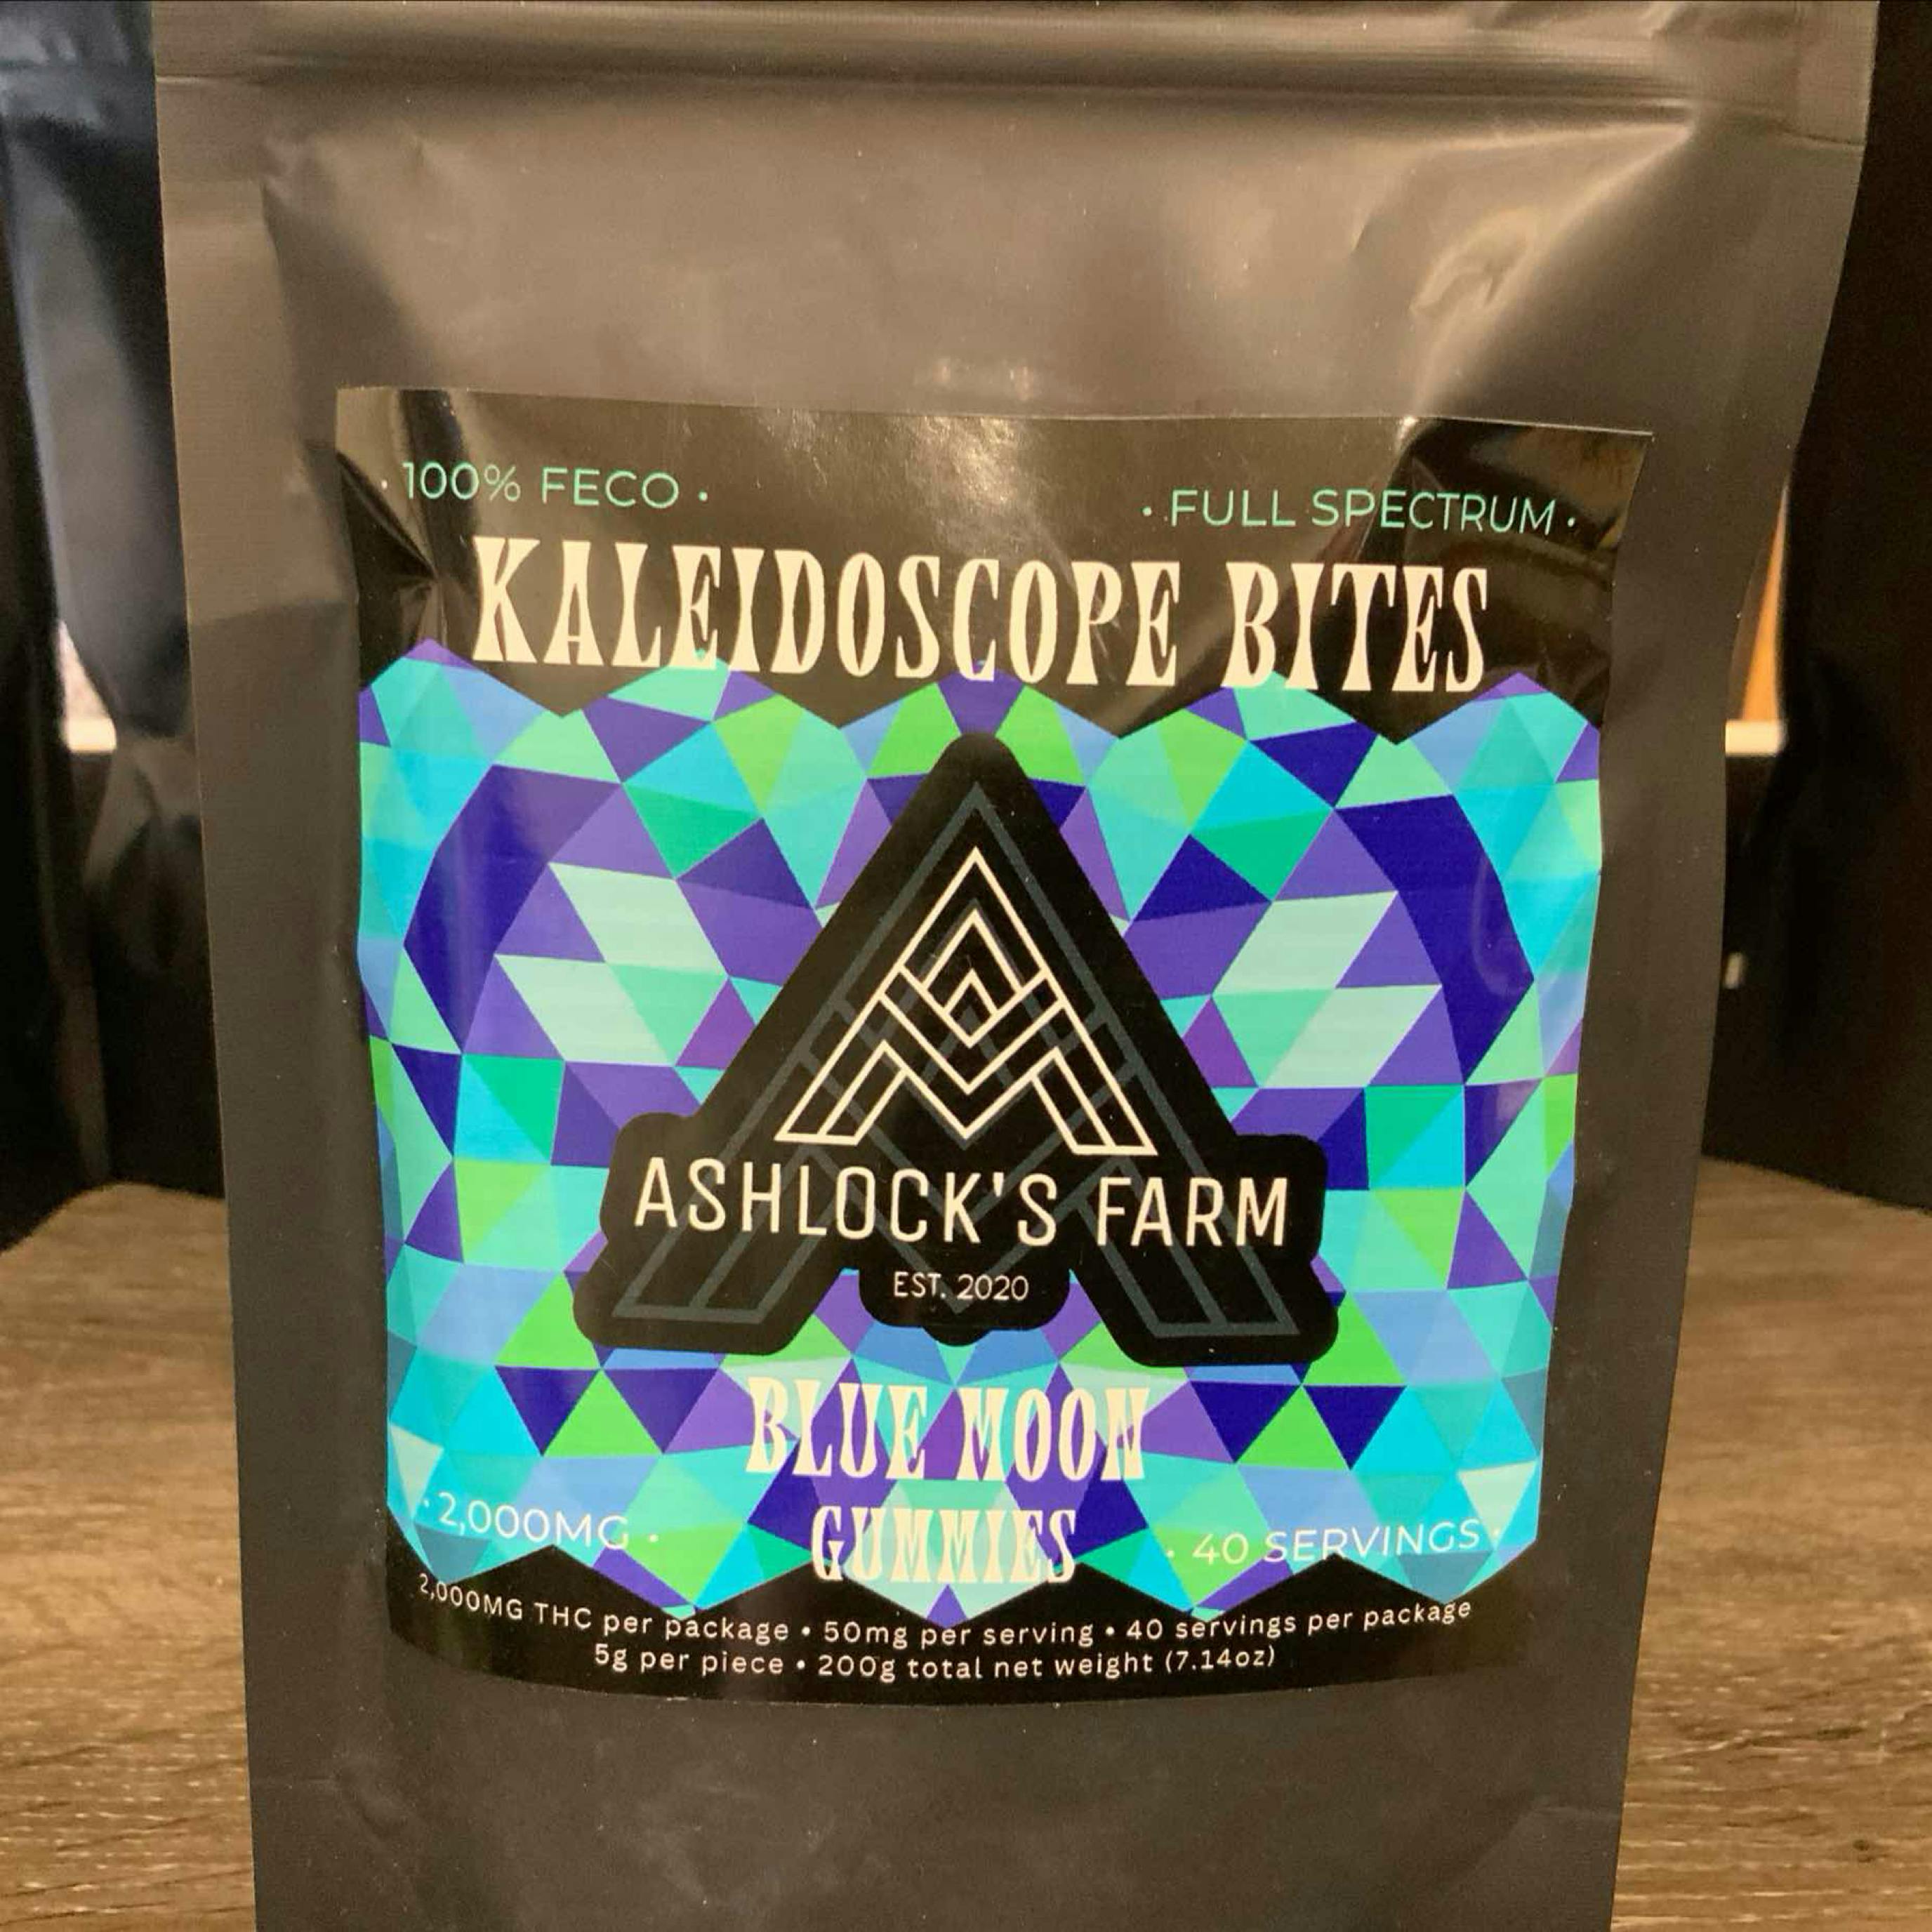 · 100% FECO ·
· FULL SPECTRUM ·
KALEIDOSCOPE BITES
ASHLOCK'S FARM
EST. 2020
BLUE MOON
GUMMIES
· 2,000MG ·
· 40 SERVINGS ·
2,000MG THC per package • 50mg per serving • 40 servings per package
5g per piece • 200g total net weight (7.14oz)